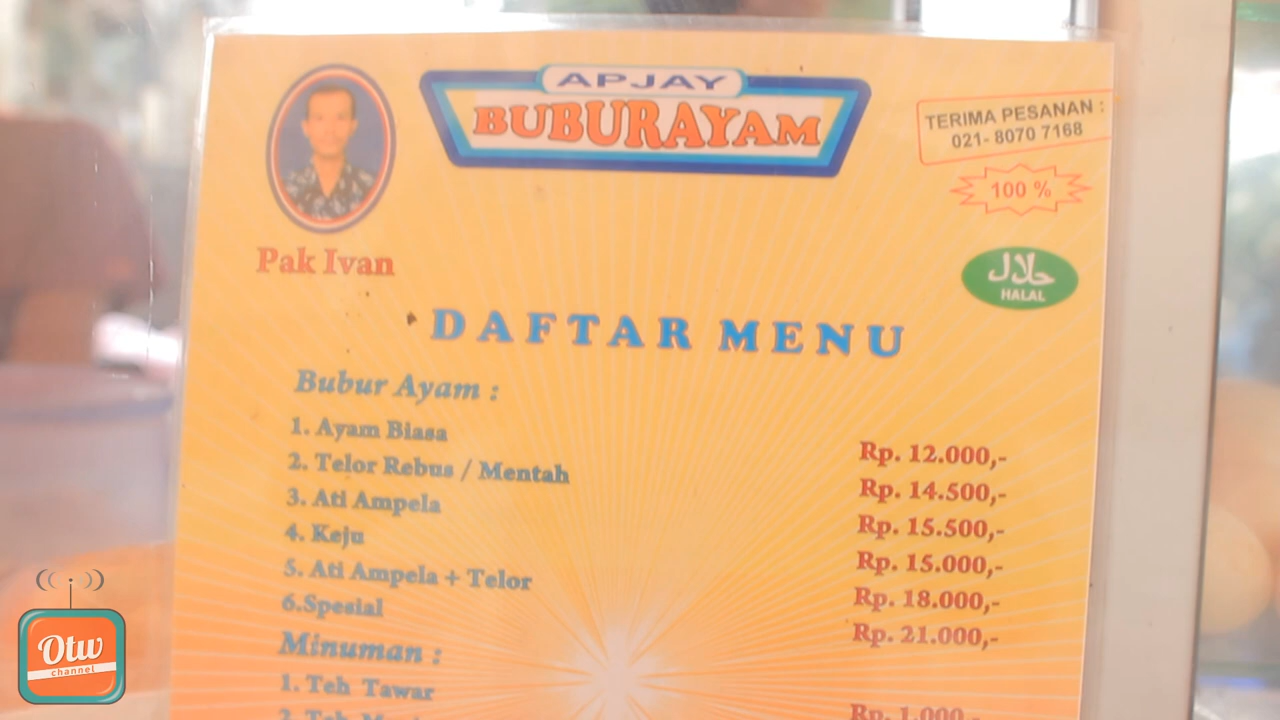 APJAY
BUBUR AYAM
TERIMA PESANAN :
021- 8070 7168
100 %
حلال
HALAL
Pak Ivan
DAFTAR MENU
Bubur Ayam :
1. Ayam Biasa Rp. 12.000,-
2. Telor Rebus / Mentah Rp. 14.500,-
3. Ati Ampela Rp. 15.500,-
4. Keju Rp. 15.000,-
5. Ati Ampela + Telor Rp. 18.000,-
6.Spesial Rp. 21.000,-
Minuman :
1. Teh Tawar Rp. 1.000,-
2. Teh
Otw
channel